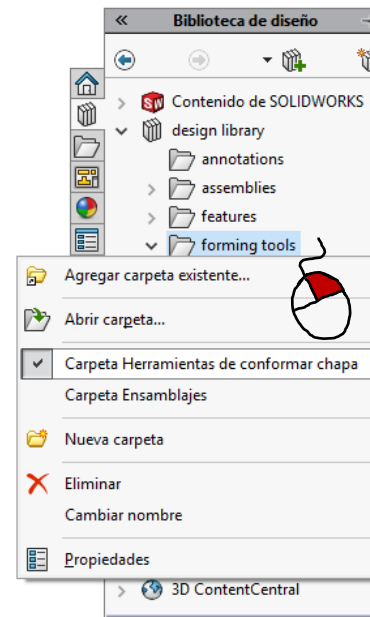 Biblioteca de diseño
Contenido de SOLIDWORKS
design library
annotations
assemblies
features
forming tools
Agregar carpeta existente...
Abrir carpeta...
Carpeta Herramientas de conformar chapa
Carpeta Ensamblajes
Nueva carpeta
Eliminar
Cambiar nombre
Propiedades
3D ContentCentral